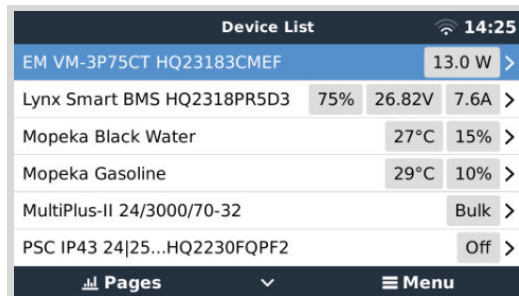 Device List 14:25
EM VM-3P75CT HQ23183CMEF 13.0 W
Lynx Smart BMS HQ2318PR5D3 75% 26.82V 7.6A
Mopeka Black Water 27°C 15%
Mopeka Gasoline 29°C 10%
MultiPlus-II 24/3000/70-32 Bulk
PSC IP43 24|25...HQ2230FQPF2 Off
Pages Menu